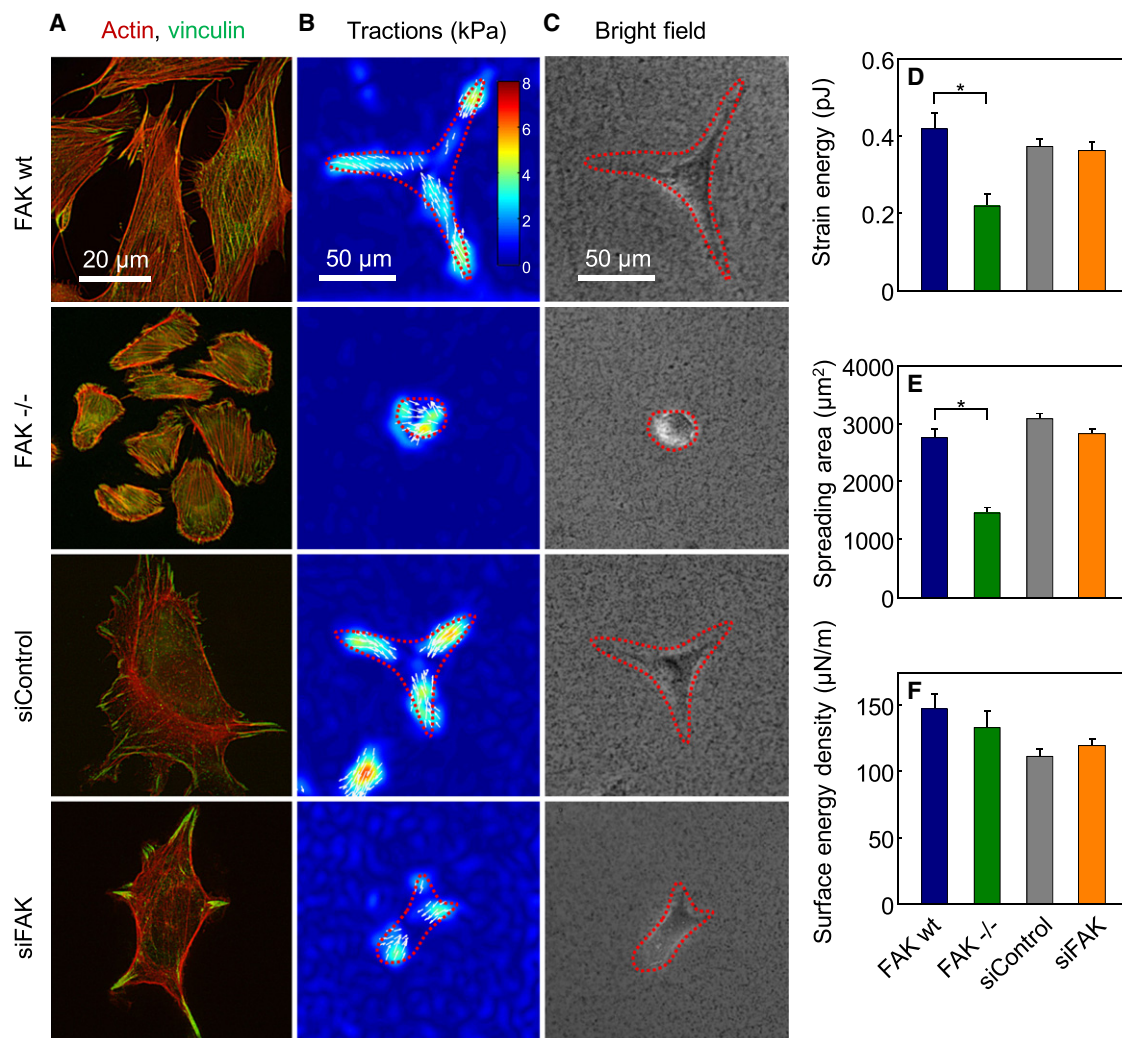 A Actin, vinculin
B Tractions (kPa)
C Bright field
FAK wt
20 µm
50 µm
8
6
4
2
0
50 µm
FAK -/-
siControl
siFAK
D
Strain energy (pJ)
0.6
0.4
0.2
0
*
E
Spreading area (µm²)
4000
3000
2000
1000
0
*
F
Surface energy density (µN/m)
150
100
50
0
FAK wt
FAK -/-
siControl
siFAK